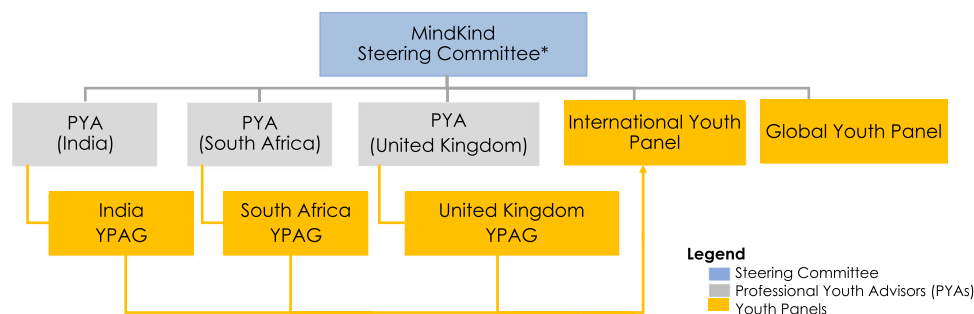 MindKind
Steering Committee*
PYA
(India)
PYA
(South Africa)
PYA
(United Kingdom)
International Youth
Panel
Global Youth Panel
India
YPAG
South Africa
YPAG
United Kingdom
YPAG
Legend
Steering Committee
Professional Youth Advisors (PYAs)
Youth Panels